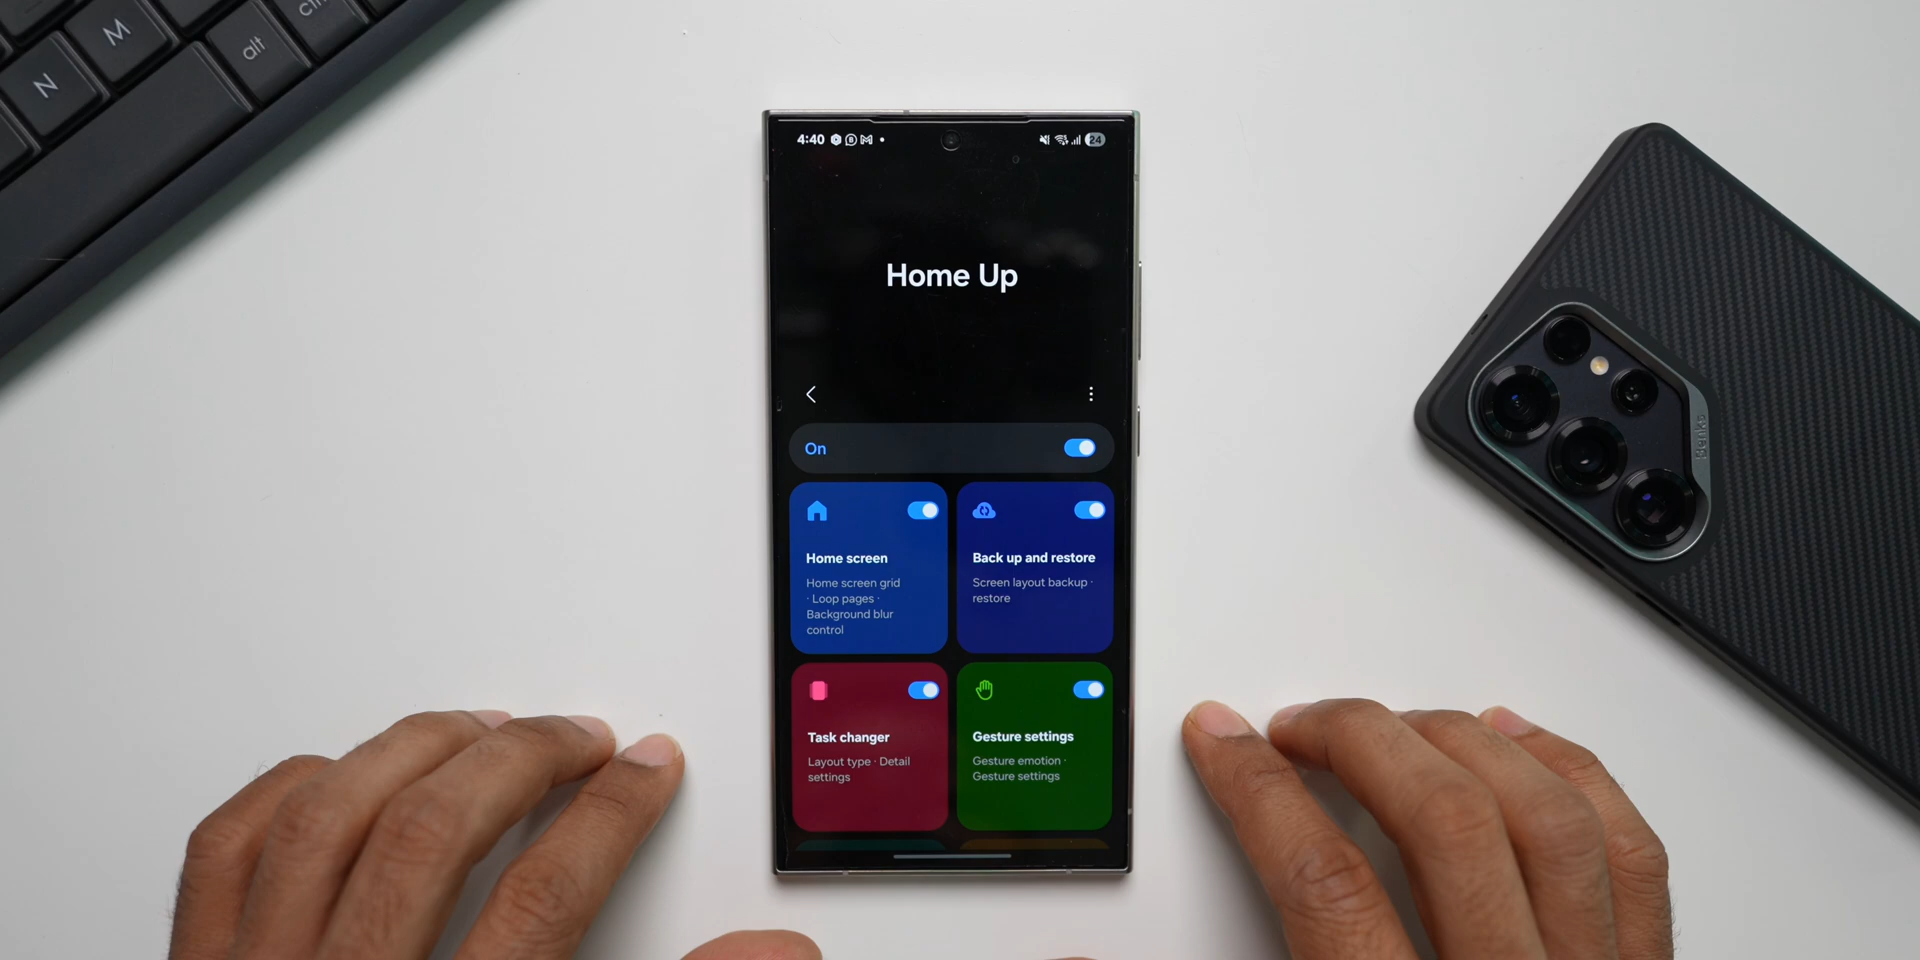 M
N
alt
4:40
24
Home Up
On
Home screen
Home screen grid
· Loop pages ·
Background blur
control
Back up and restore
Screen layout backup ·
restore
Task changer
Layout type · Detail
settings
Gesture settings
Gesture emotion ·
Gesture settings